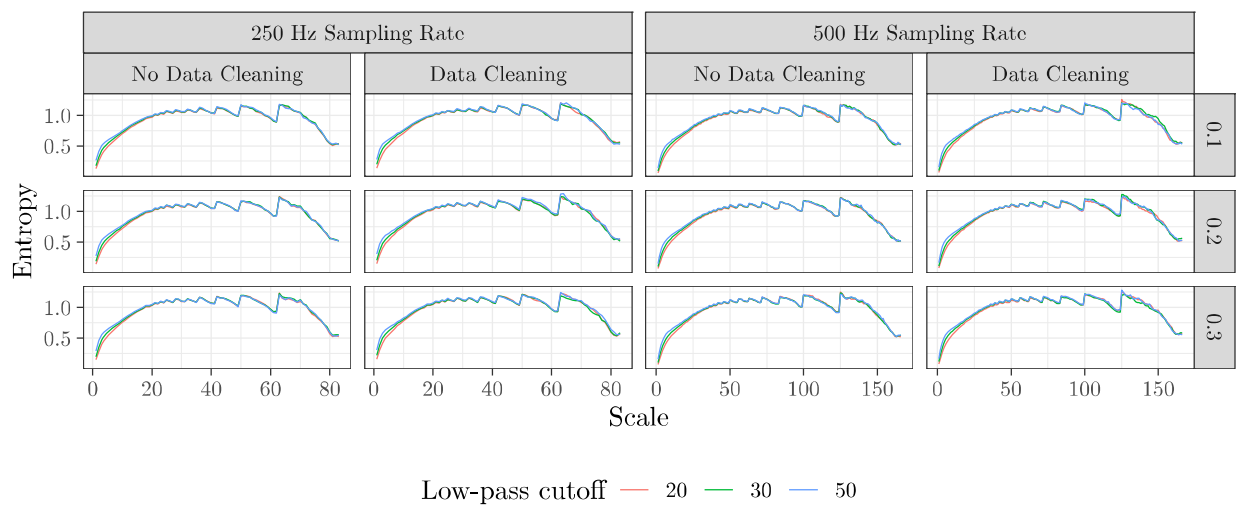 250 Hz Sampling Rate 500 Hz Sampling Rate
No Data Cleaning Data Cleaning No Data Cleaning Data Cleaning
Entropy
1.0
0.5
0.1
1.0
0.5
0.2
1.0
0.5
0.3
0 20 40 60 80 0 20 40 60 80 0 50 100 150 0 50 100 150
Scale
Low-pass cutoff 20 30 50